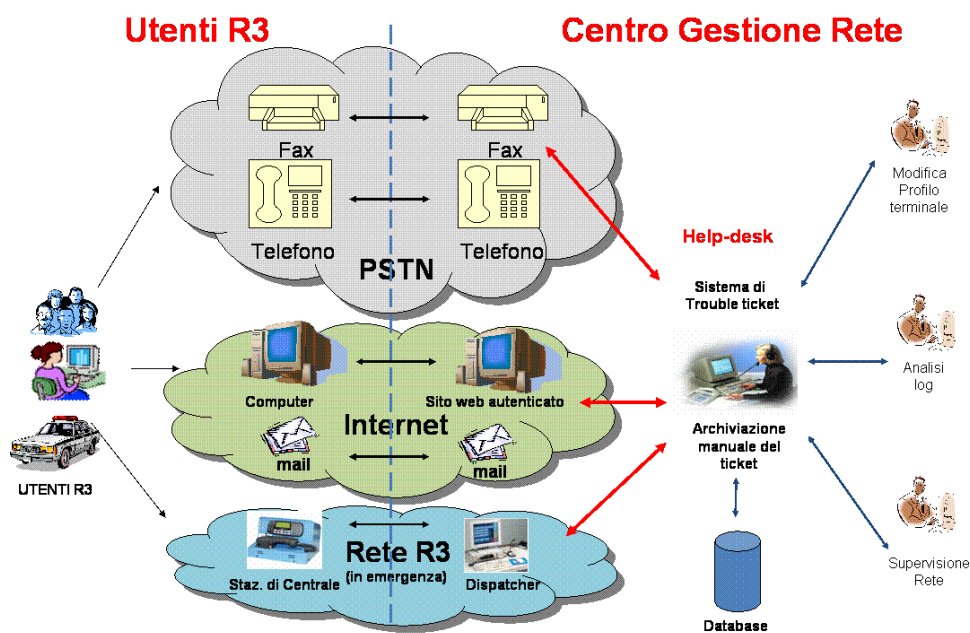 Utenti R3
Centro Gestione Rete
Fax
Fax
Telefono
Telefono
PSTN
Help-desk
Sistema di
Trouble ticket
Modifica
Profilo
terminale
Computer
Sito web autenticato
Internet
mail
mail
Analisi
log
Archiviazione
manuale del
ticket
UTENTI R3
Rete R3
(in emergenza)
Staz. di Centrale
Dispatcher
Supervisione
Rete
Database